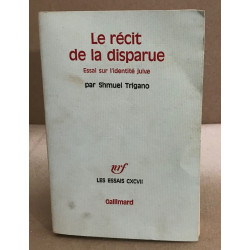 Le récit
de la disparue
Essai sur l'identité juive
par Shmuel Trigano
nrf
LES ESSAIS CXCVII
Gallimard